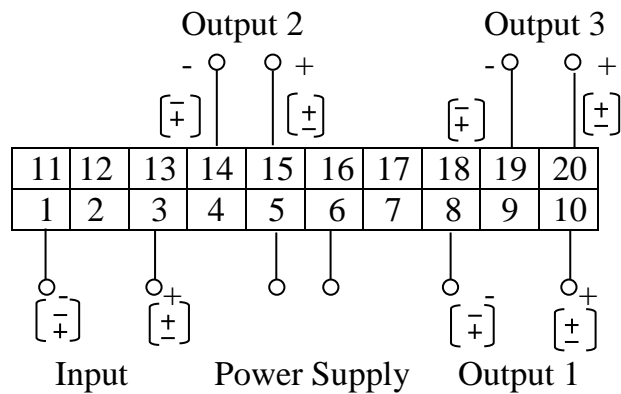 Output 2 Output 3
- + - +
[∓] [±] [∓] [±]
11 12 13 14 15 16 17 18 19 20
1 2 3 4 5 6 7 8 9 10
- + - +
[∓] [±] [∓] [±]
Input Power Supply Output 1